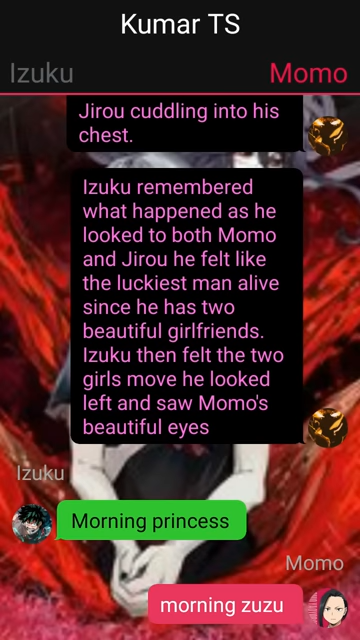 Kumar TS
Izuku
Momo
Jirou cuddling into his
chest.
Izuku remembered
what happened as he
looked to both Momo
and Jirou he felt like
the luckiest man alive
since he has two
beautiful girlfriends.
Izuku then felt the two
girls move he looked
left and saw Momo's
beautiful eyes
Izuku
Morning princess
Momo
morning zuzu